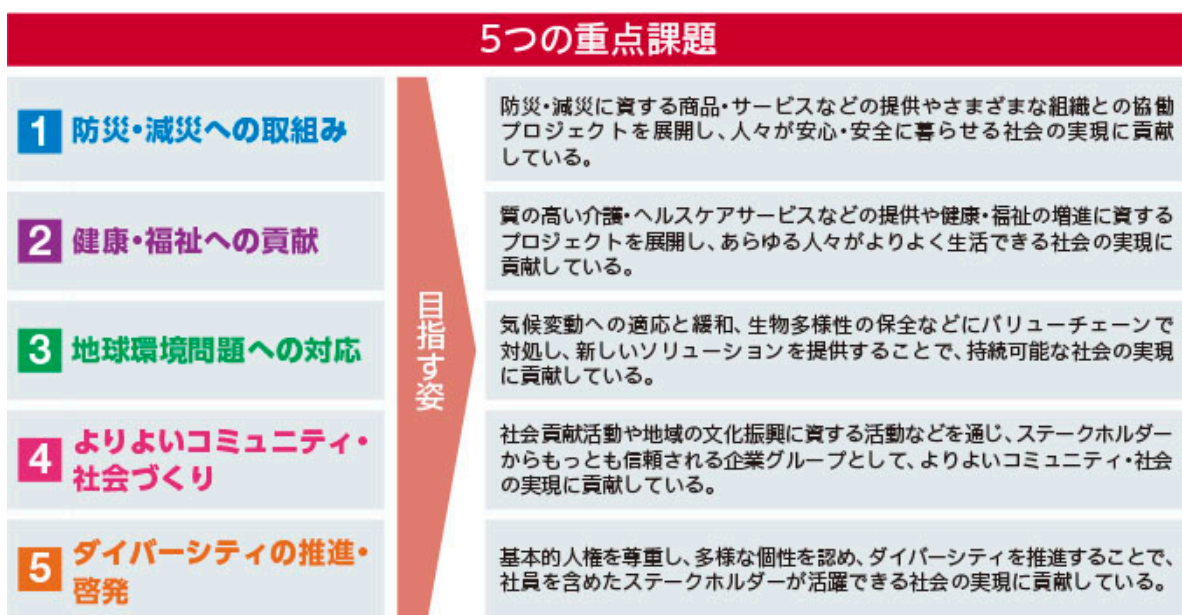 5つの重点課題
1 防災・減災への取組み
防災・減災に資する商品・サービスなどの提供やさまざまな組織との協働
プロジェクトを展開し、人々が安心・安全に暮らせる社会の実現に貢献
している。
2 健康・福祉への貢献
質の高い介護・ヘルスケアサービスなどの提供や健康・福祉の増進に資する
プロジェクトを展開し、あらゆる人々がよりよく生活できる社会の実現に
貢献している。
目指す姿
3 地球環境問題への対応
気候変動への適応と緩和、生物多様性の保全などにバリューチェーンで
対処し、新しいソリューションを提供することで、持続可能な社会の実現
に貢献している。
4 よりよいコミュニティ・
社会づくり
社会貢献活動や地域の文化振興に資する活動などを通じ、ステークホルダー
からもっとも信頼される企業グループとして、よりよいコミュニティ・社会
の実現に貢献している。
5 ダイバーシティの推進・
啓発
基本的人権を尊重し、多様な個性を認め、ダイバーシティを推進することで、
社員を含めたステークホルダーが活躍できる社会の実現に貢献している。